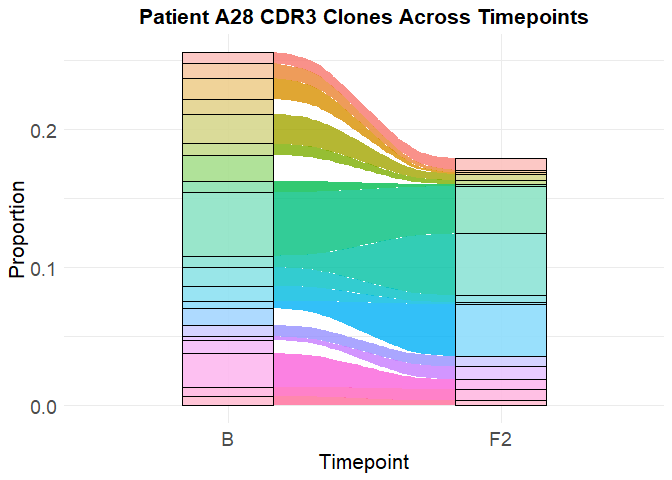 Patient A28 CDR3 Clones Across Timepoints
Proportion
0.2
0.1
0.0
B
F2
Timepoint